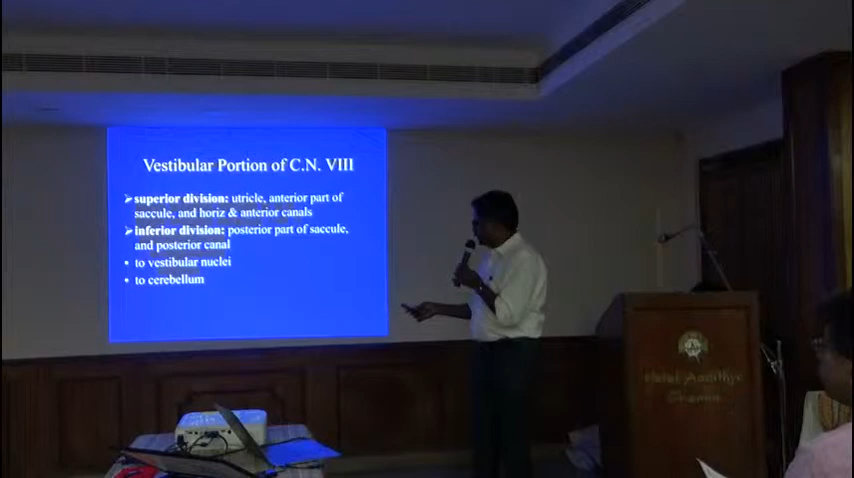 Vestibular Portion of C.N. VIII
➢superior division: utricle, anterior part of
saccule, and horiz & anterior canals
➢inferior division: posterior part of saccule,
and posterior canal
• to vestibular nuclei
• to cerebellum
Hotel